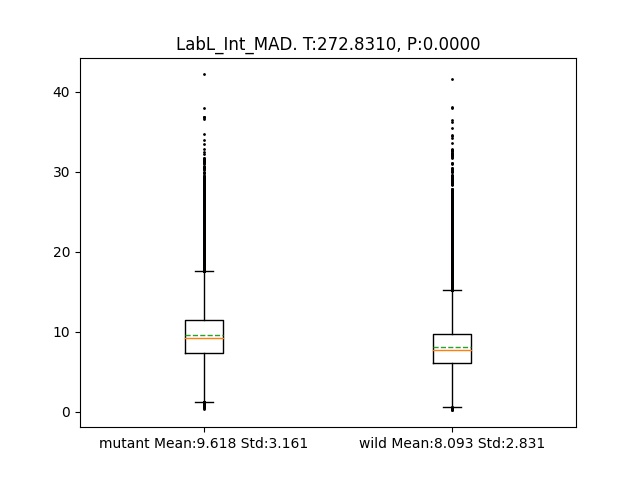 LabL_Int_MAD. T:272.8310, P:0.0000
40
30
20
10
0
mutant Mean:9.618 Std:3.161
wild Mean:8.093 Std:2.831